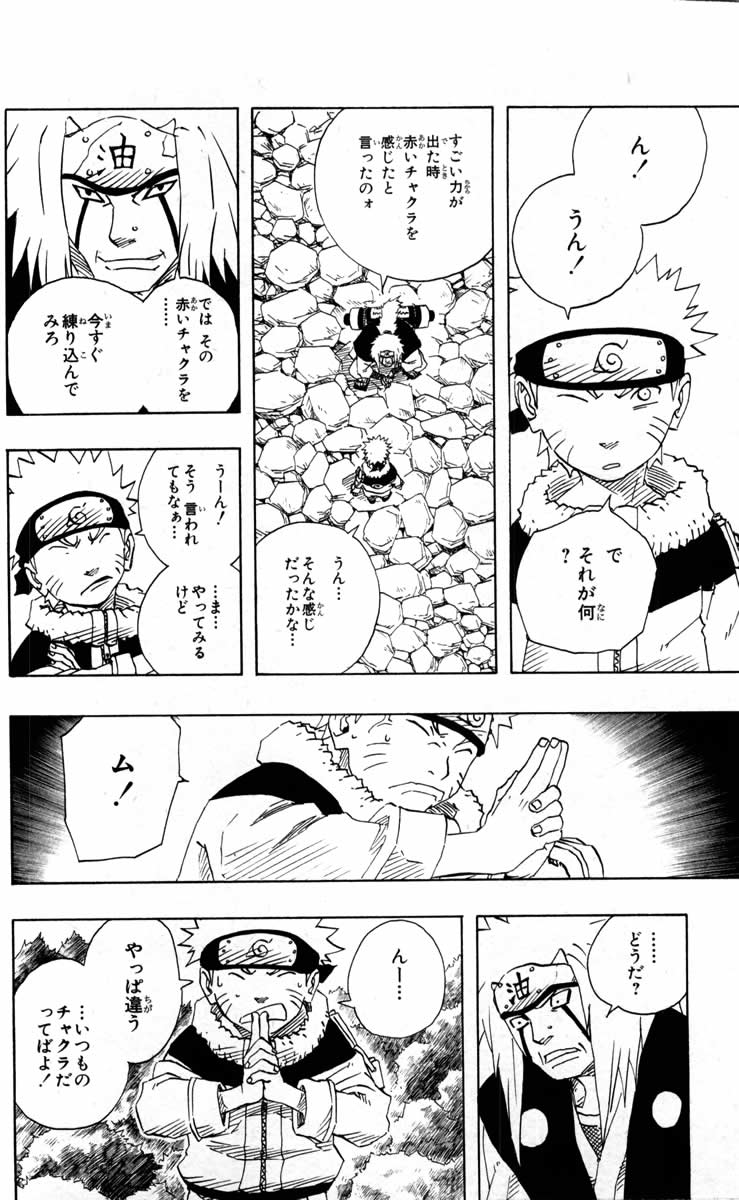 ん!
うん!
で
それが何
?
すごい力が
出た時
赤いチャクラを
感じたと
言ったのォ
うん…
そんな感じ
だったかな…
油
では その
赤いチャクラを
……
今すぐ
練り込んで
みろ
うーん!
そう 言われ
てもなぁ…
…ま…
やってみる
けど
ム!
……
どうだ?
油
んー…
やっぱ違う
…いつもの
チャクラだ
ってばよ!